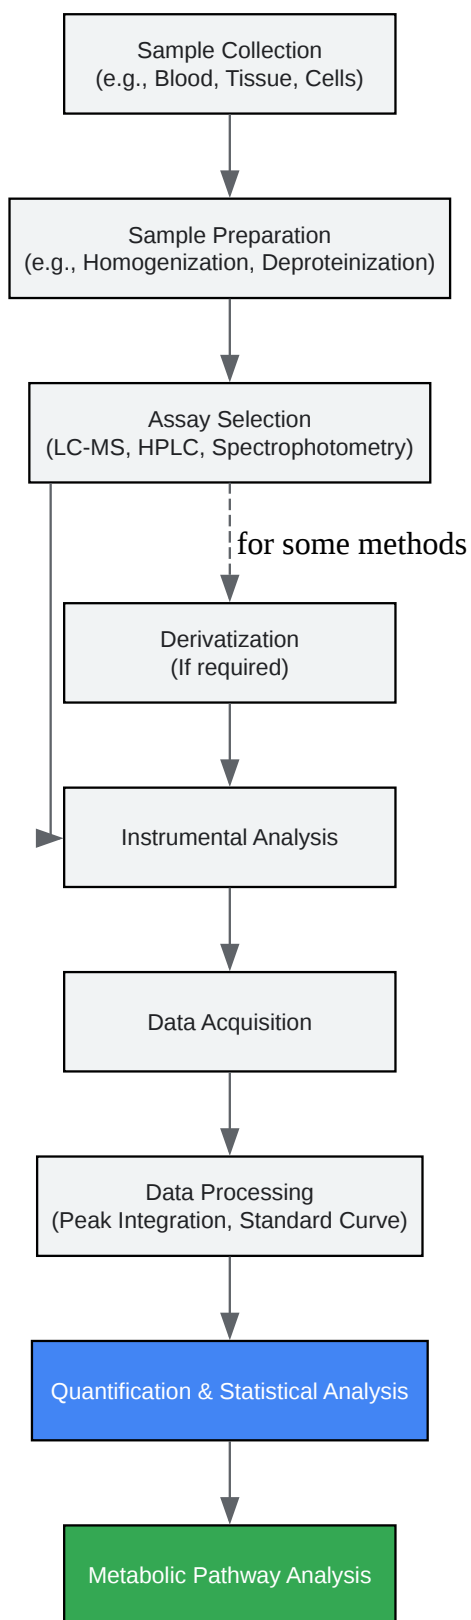 Sample Collection
(e.g., Blood, Tissue, Cells)
Sample Preparation
(e.g., Homogenization, Deproteinization)
Assay Selection
(LC-MS, HPLC, Spectrophotometry)
for some methods
Derivatization
(If required)
Instrumental Analysis
Data Acquisition
Data Processing
(Peak Integration, Standard Curve)
Quantification & Statistical Analysis
Metabolic Pathway Analysis